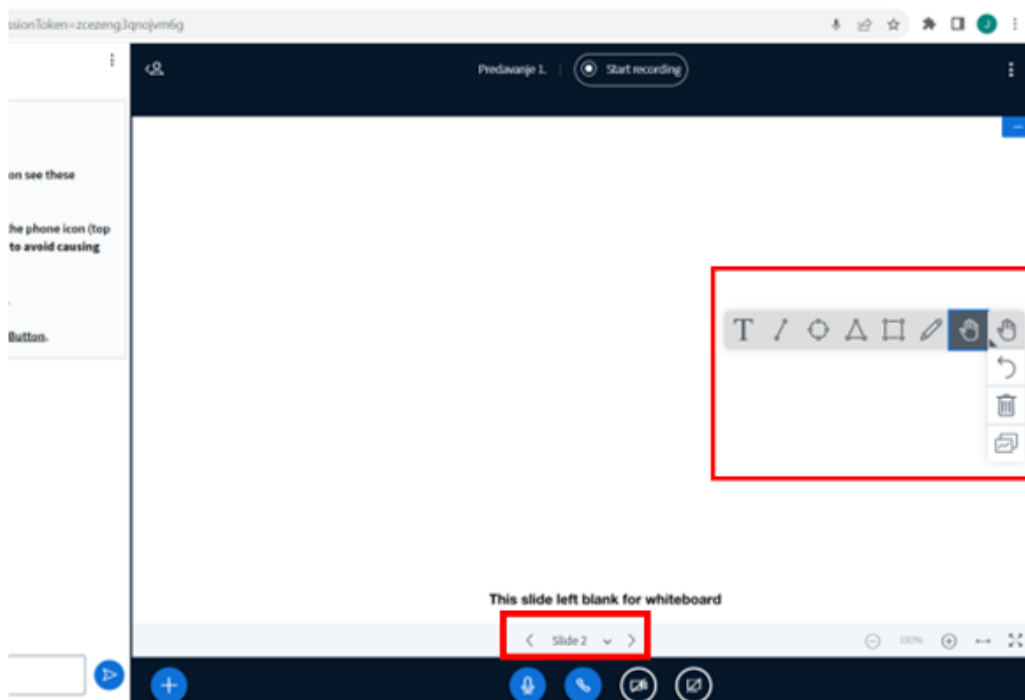 ssionToken=zcezeng3qnojvm6g
J
Predavanje 1. | Start recording
on see these
the phone icon (top
to avoid causing
Button.
T
This slide left blank for whiteboard
Slide 2
100%